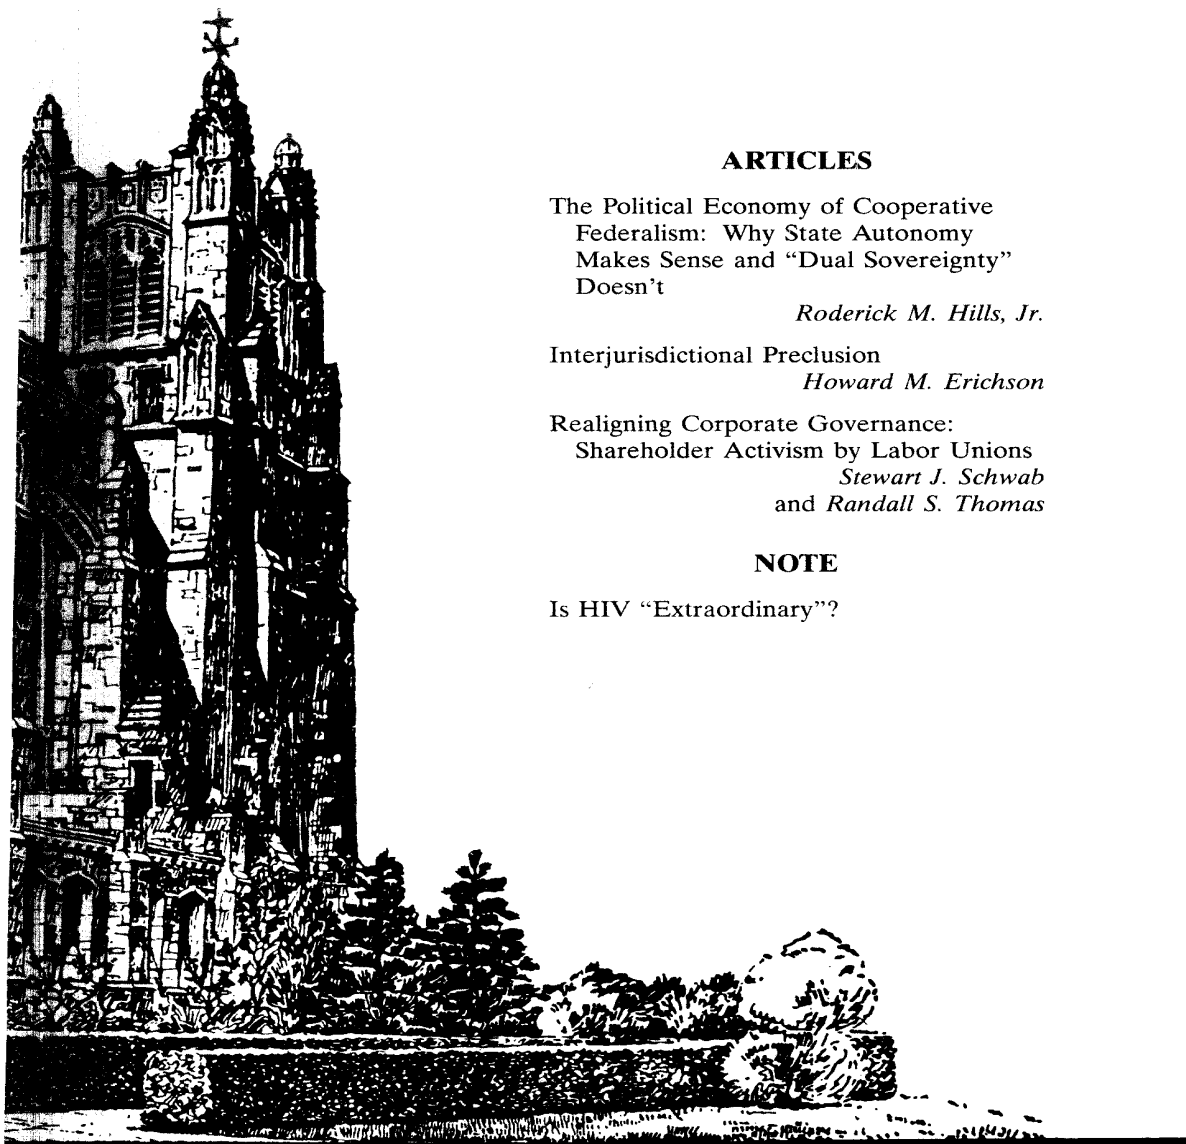 ARTICLES
The Political Economy of Cooperative
Federalism: Why State Autonomy
Makes Sense and “Dual Sovereignty”
Doesn't
Roderick M. Hills, Jr.
Interjurisdictional Preclusion
Howard M. Erichson
Realigning Corporate Governance:
Shareholder Activism by Labor Unions
Stewart J. Schwab
and Randall S. Thomas
NOTE
Is HIV “Extraordinary”?